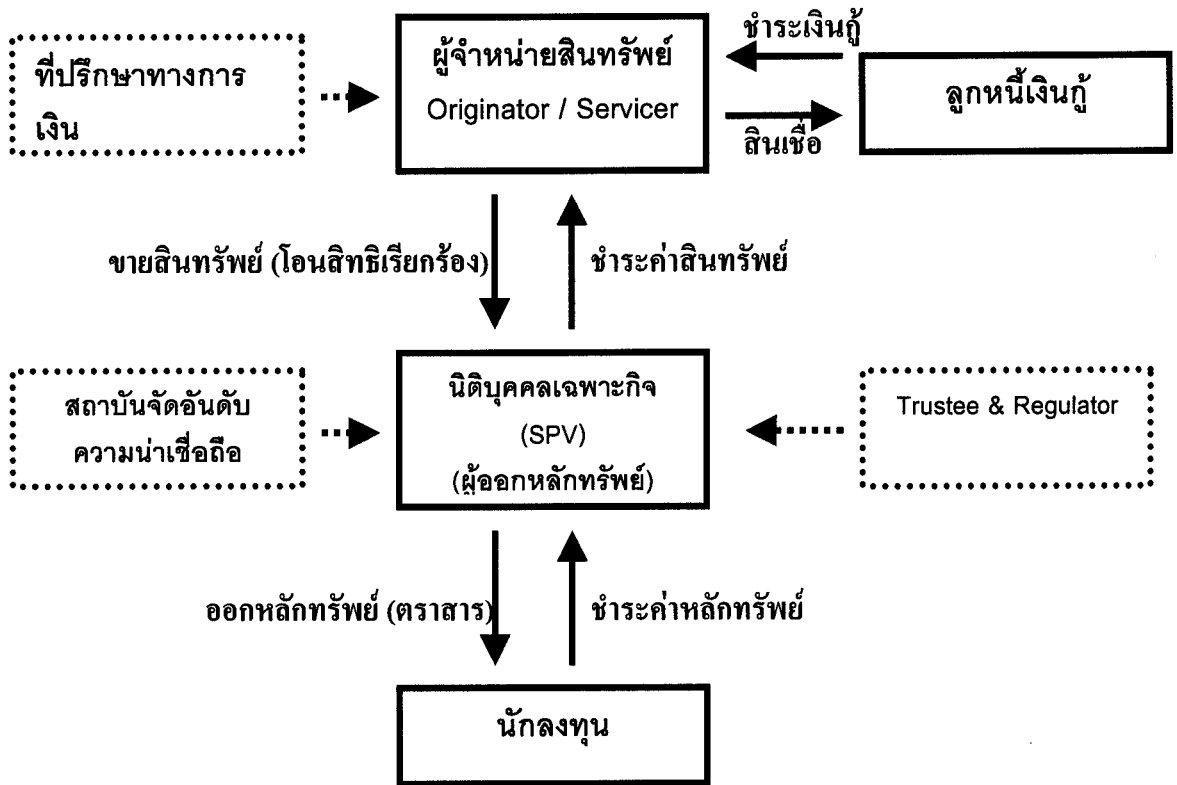 ที่ปรึกษาทางการ
เงิน
ผู้จำหน่ายสินทรัพย์
Originator / Servicer
ชำระเงินกู้
สินเชื่อ
ลูกหนี้เงินกู้
ขายสินทรัพย์ (โอนสิทธิเรียกร้อง)
ชำระค่าสินทรัพย์
สถาบันจัดอันดับ
ความน่าเชื่อถือ
นิติบุคคลเฉพาะกิจ
(SPV)
(ผู้ออกหลักทรัพย์)
Trustee & Regulator
ออกหลักทรัพย์ (ตราสาร)
ชำระค่าหลักทรัพย์
นักลงทุน